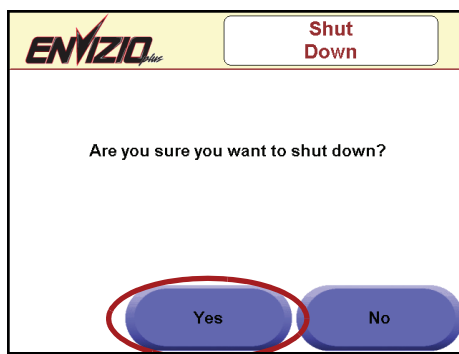 ENVIZIO plus
Shut
Down
Are you sure you want to shut down?
Yes
No